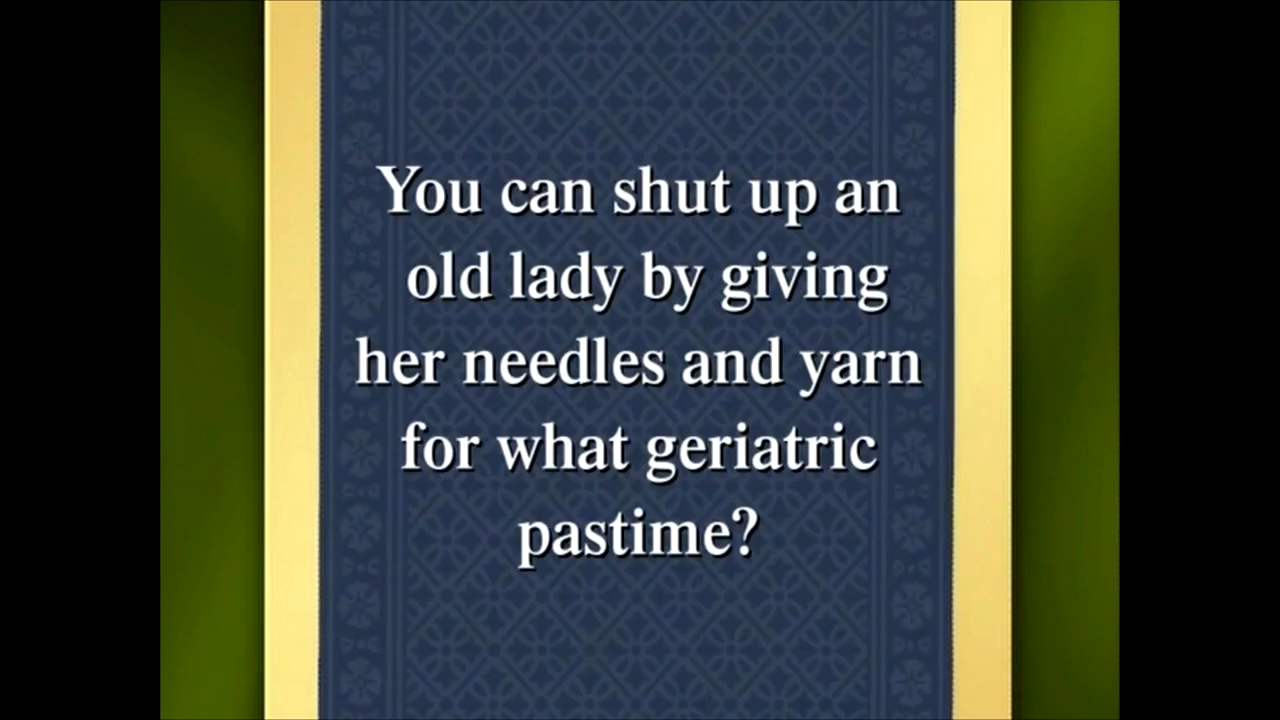 You can shut up an
old lady by giving
her needles and yarn
for what geriatric
pastime?